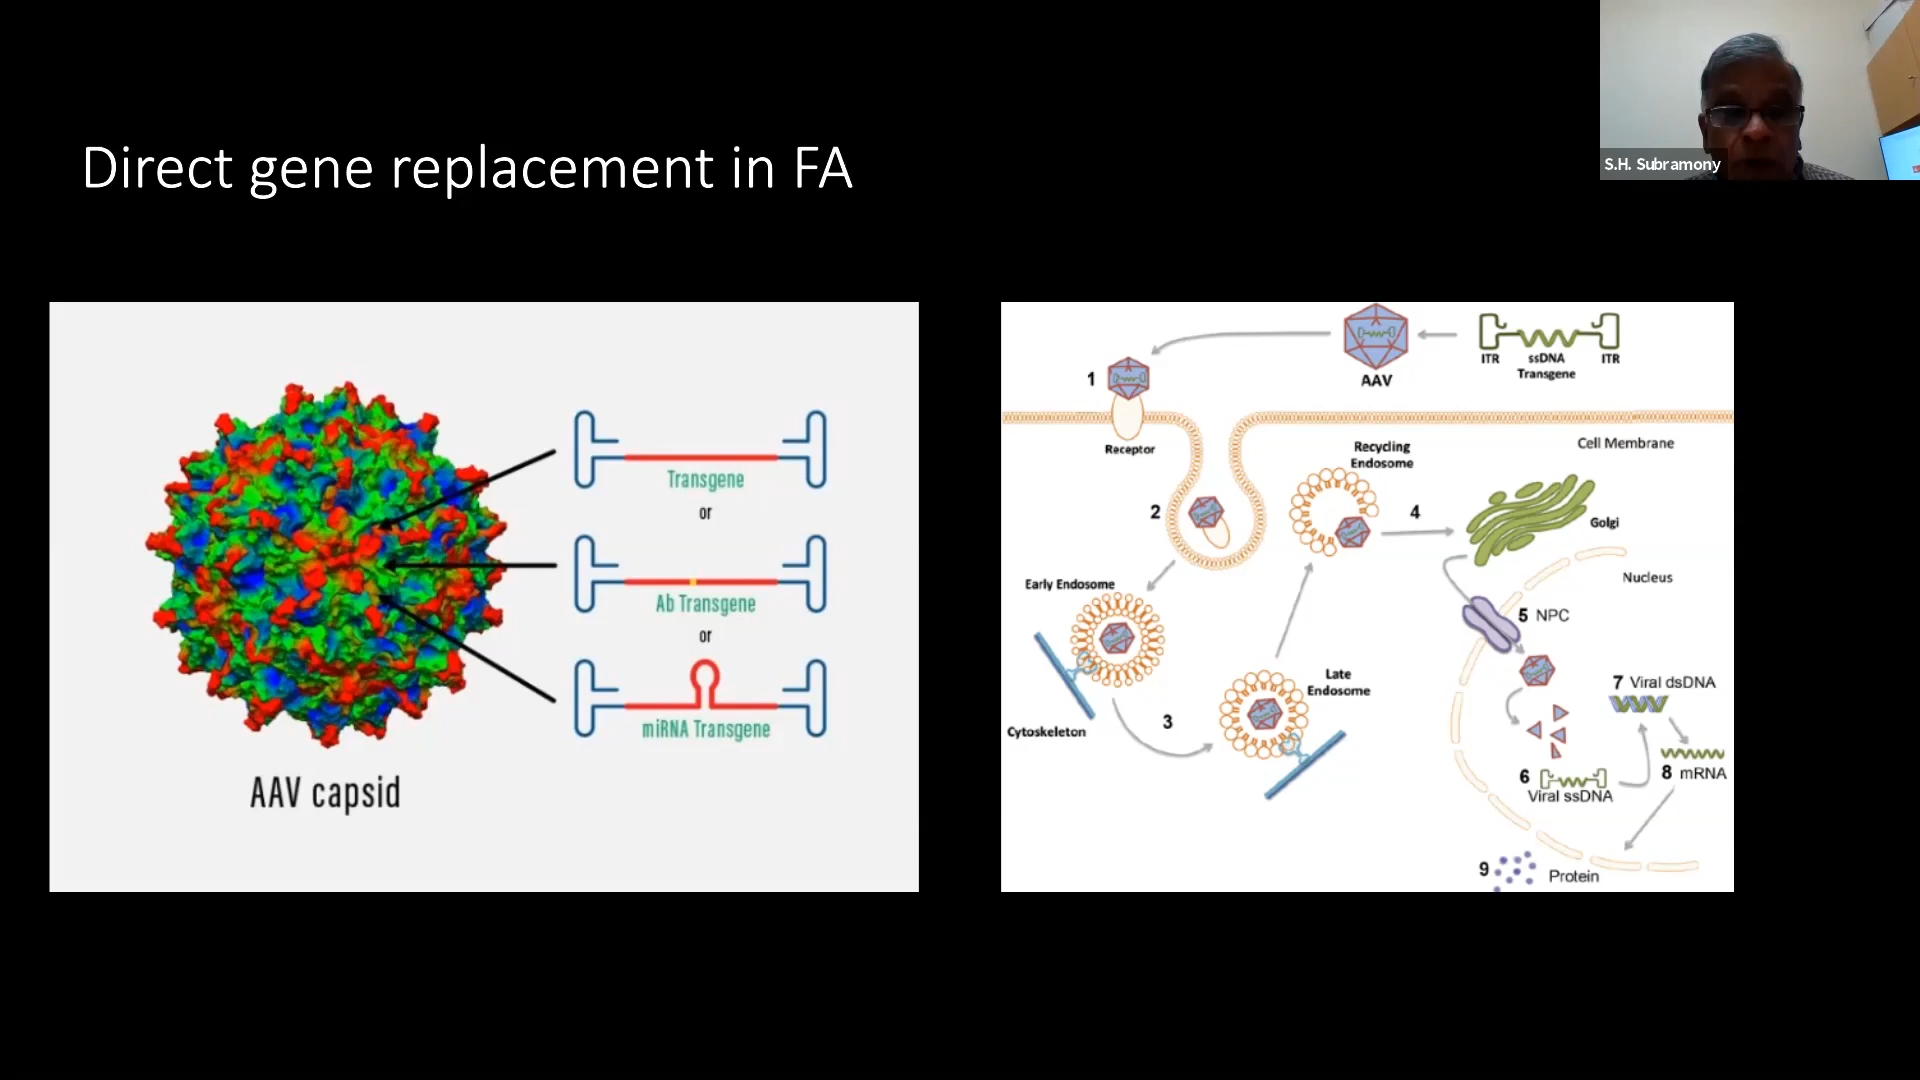 Direct gene replacement in FA
S.H. Subramony
Transgene
or
Ab Transgene
or
miRNA Transgene
AAV capsid
AAV
ITR
ssDNA
ITR
Transgene
1
Receptor
Cell Membrane
Recycling
Endosome
2
4
Golgi
Early Endosome
Nucleus
5 NPC
Late
Endosome
7 Viral dsDNA
3
Cytoskeleton
6
Viral ssDNA
8 mRNA
9
Protein